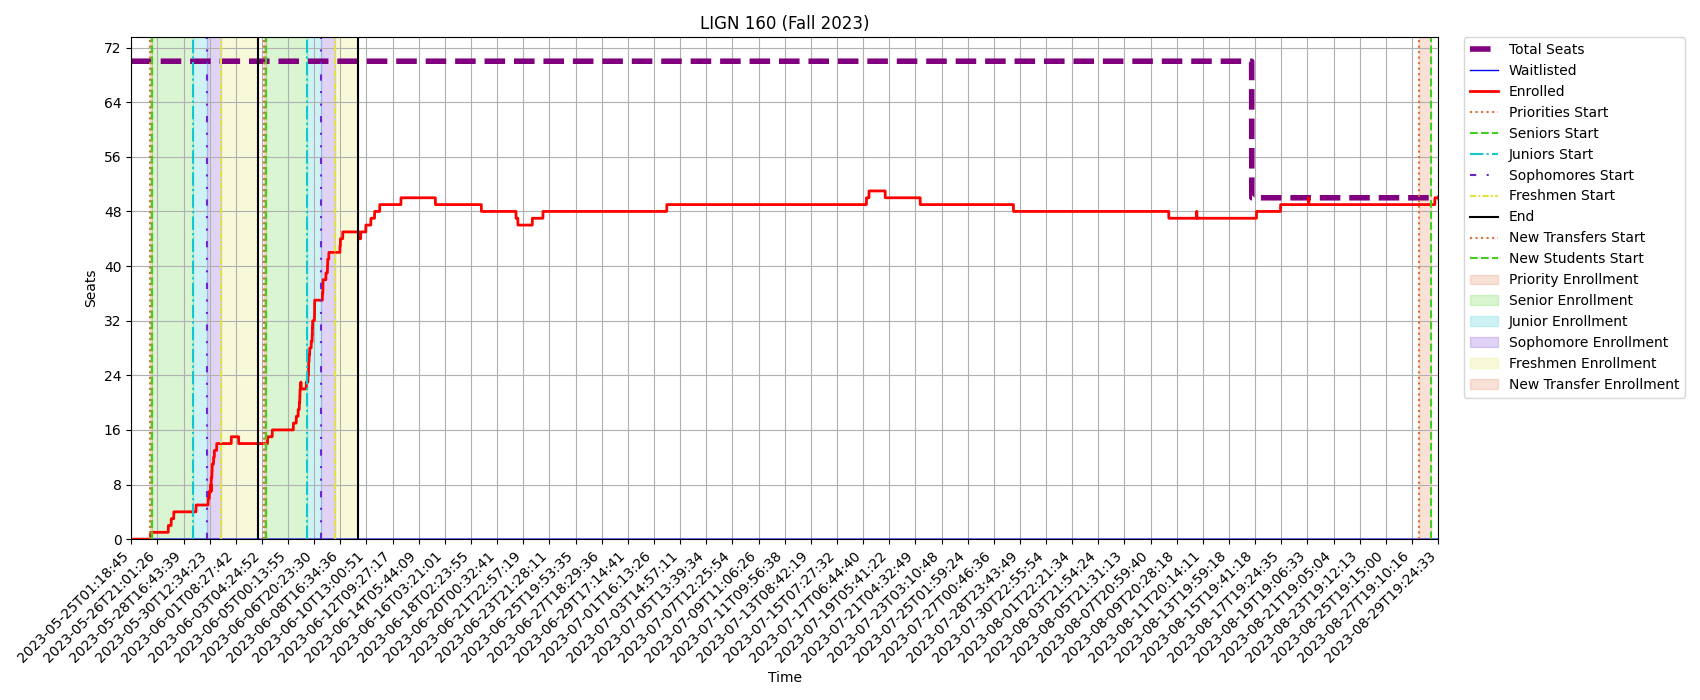 LIGN 160 (Fall 2023)
72
64
56
48
40
32
24
16
8
0
Seats
2023-05-25T01:18:45
2023-05-26T21:01:26
2023-05-28T16:43:39
2023-05-30T12:34:23
2023-06-01T08:27:42
2023-06-03T04:24:52
2023-06-05T00:13:55
2023-06-06T20:23:30
2023-06-08T16:34:36
2023-06-10T13:00:51
2023-06-12T09:27:17
2023-06-14T05:44:09
2023-06-16T03:21:01
2023-06-18T02:23:55
2023-06-20T00:32:41
2023-06-21T22:57:19
2023-06-23T21:28:11
2023-06-25T19:53:35
2023-06-27T18:29:36
2023-06-29T17:14:41
2023-07-01T16:13:26
2023-07-03T14:57:11
2023-07-05T13:39:34
2023-07-07T12:25:54
2023-07-09T11:06:26
2023-07-11T09:56:38
2023-07-13T08:42:19
2023-07-15T07:27:32
2023-07-17T06:44:40
2023-07-19T05:41:22
2023-07-21T04:32:49
2023-07-23T03:10:48
2023-07-25T01:59:24
2023-07-27T00:46:36
2023-07-28T23:43:49
2023-07-30T22:55:54
2023-08-01T22:21:34
2023-08-03T21:54:24
2023-08-05T21:31:13
2023-08-07T20:59:40
2023-08-09T20:28:18
2023-08-11T20:14:11
2023-08-13T19:59:18
2023-08-15T19:41:18
2023-08-17T19:24:35
2023-08-19T19:06:33
2023-08-21T19:05:04
2023-08-23T19:12:13
2023-08-25T19:15:00
2023-08-27T19:10:16
2023-08-29T19:24:33
Time
Total Seats
Waitlisted
Enrolled
Priorities Start
Seniors Start
Juniors Start
Sophomores Start
Freshmen Start
End
New Transfers Start
New Students Start
Priority Enrollment
Senior Enrollment
Junior Enrollment
Sophomore Enrollment
Freshmen Enrollment
New Transfer Enrollment